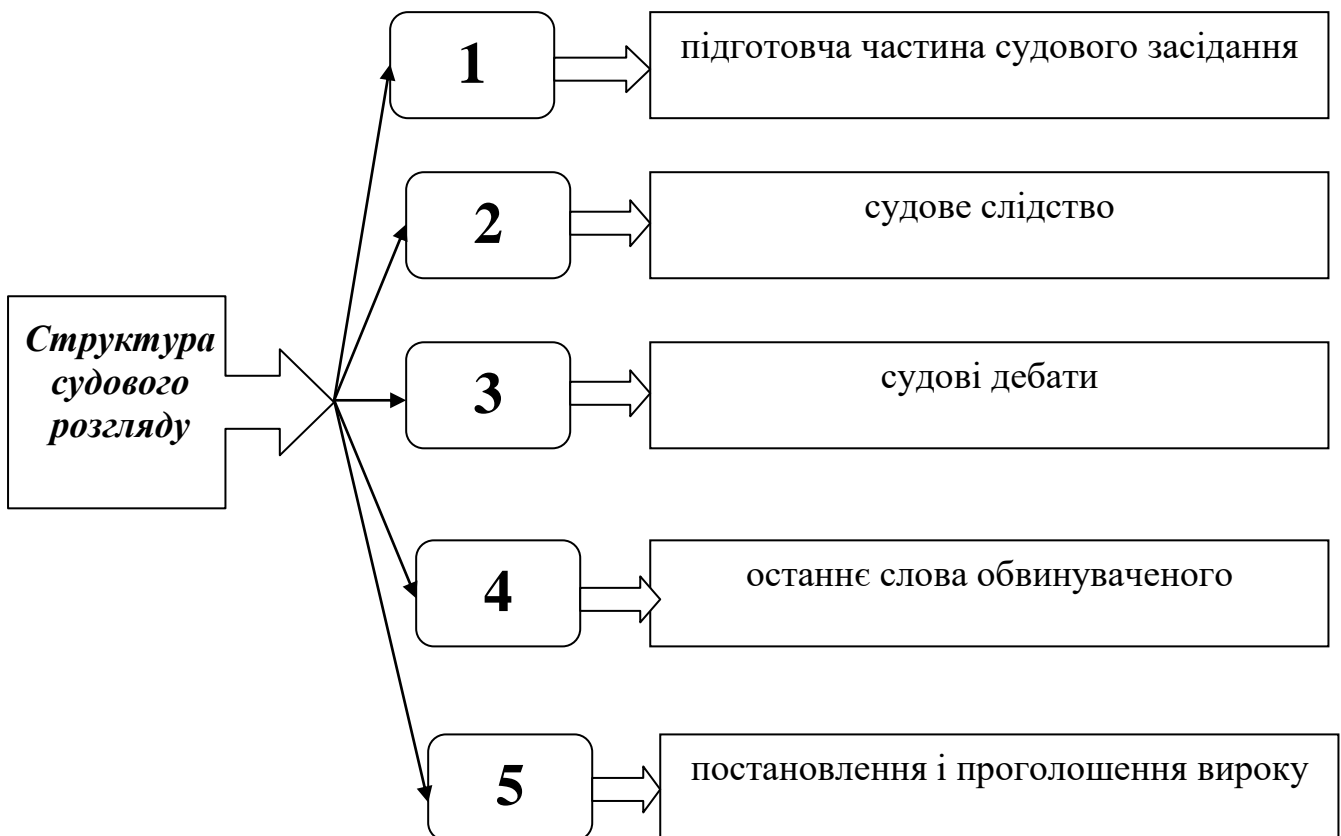 Структура
судового
розгляду
1
підготовча частина судового засідання
2
судове слідство
3
судові дебати
4
останнє слова обвинуваченого
5
постановлення і проголошення вироку